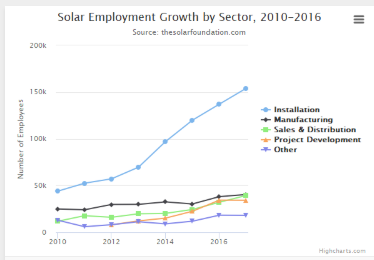 Solar Employment Growth by Sector, 2010-2016
Source: thesolarfoundation.com
Number of Employees
200k
150k
100k
50k
0
2010
2012
2014
2016
Installation
Manufacturing
Sales & Distribution
Project Development
Other
Highcharts.com